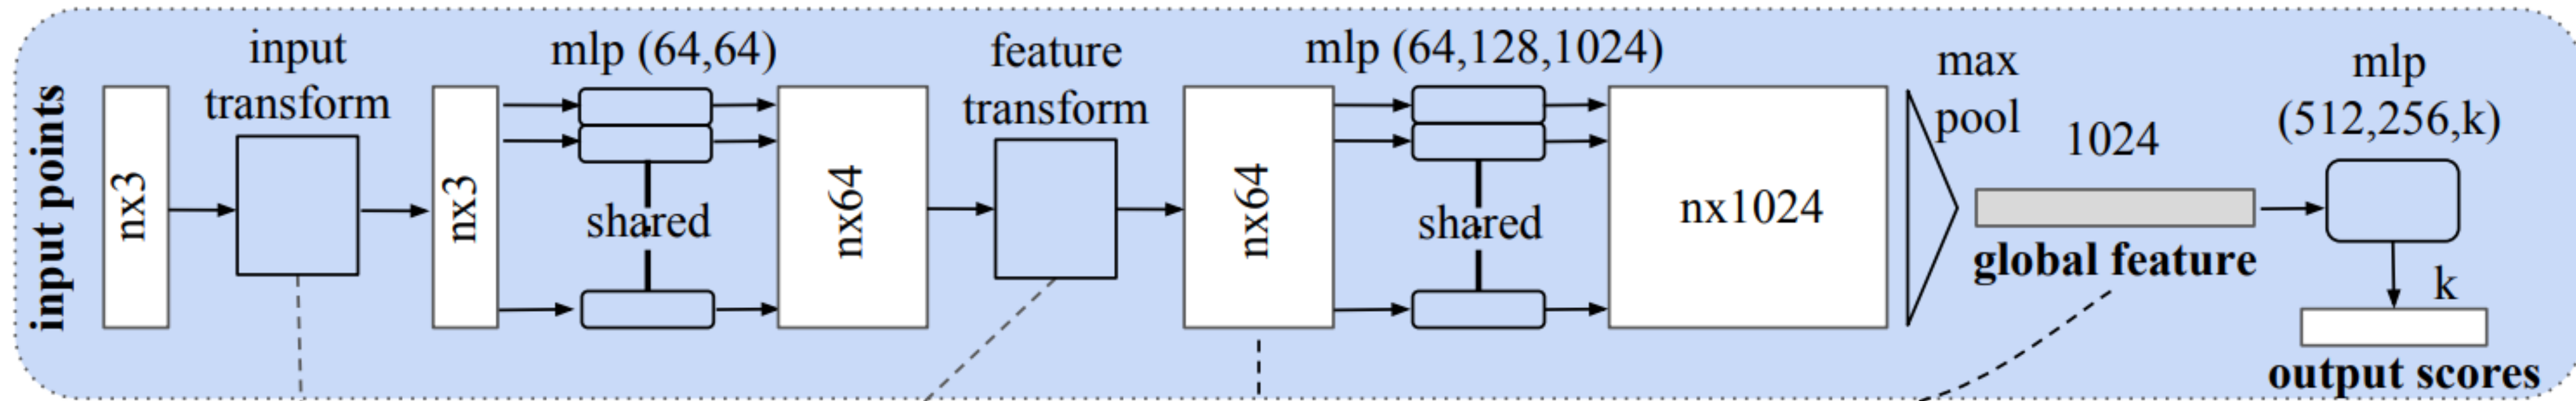 input points
nx3
input
transform
nx3
mlp (64,64)
shared
nx64
feature
transform
nx64
mlp (64,128,1024)
shared
nx1024
max
pool
1024
global feature
mlp
(512,256,k)
k
output scores